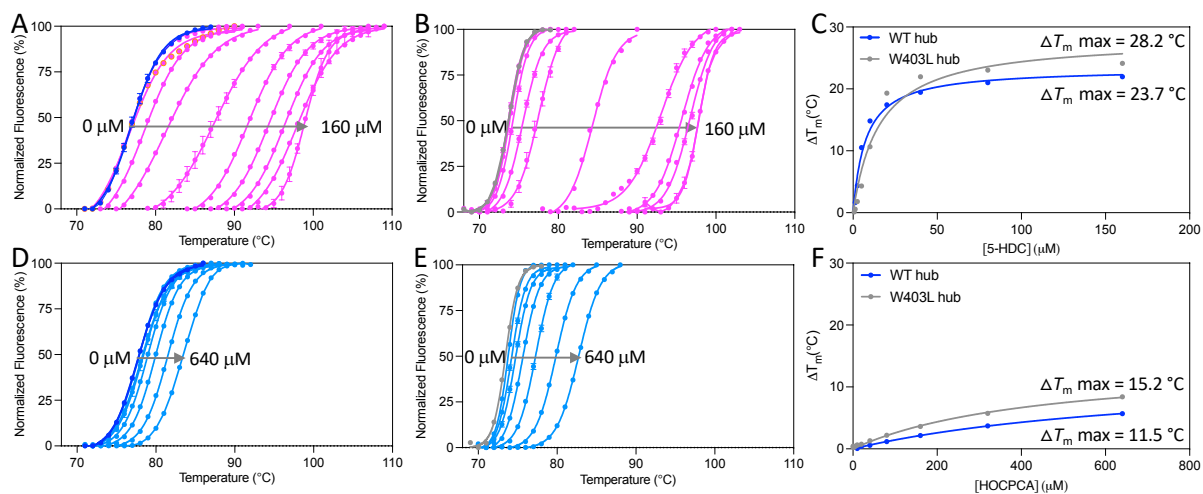 A
Normalized Fluorescence (%)
100
75
50
25
0
0 μM
160 μM
70 80 90 100 110
Temperature (°C)
B
Normalized Fluorescence (%)
100
75
50
25
0
0 μM
160 μM
70 80 90 100 110
Temperature (°C)
C
ΔTm(°C)
30
20
10
0
WT hub
W403L hub
ΔTm max = 28.2 °C
ΔTm max = 23.7 °C
0 50 100 150 200
[5-HDC] (μM)
D
Normalized Fluorescence (%)
100
75
50
25
0
0 μM
640 μM
70 80 90 100 110
Temperature (°C)
E
Normalized Fluorescence (%)
100
75
50
25
0
0 μM
640 μM
70 80 90 100 110
Temperature (°C)
F
ΔTm(°C)
30
20
10
0
WT hub
W403L hub
ΔTm max = 15.2 °C
ΔTm max = 11.5 °C
0 200 400 600 800
[HOCPCA] (μM)